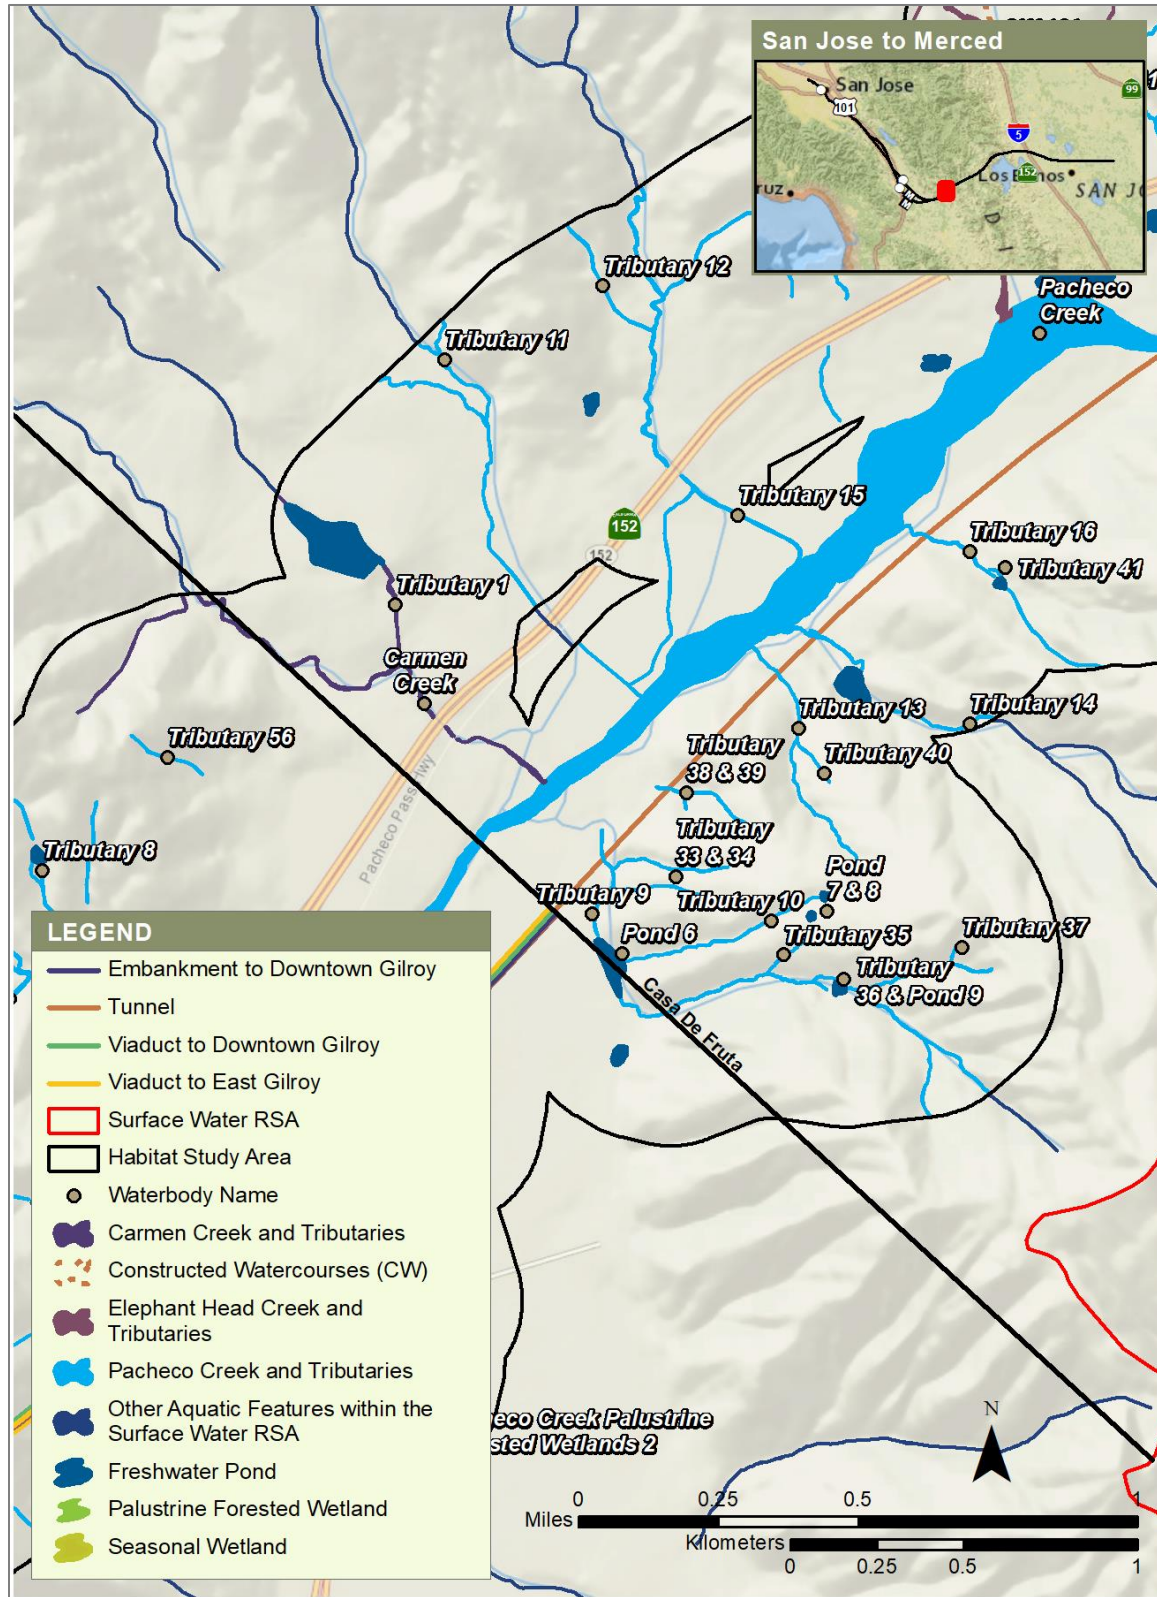 San Jose to Merced
San Jose
101
99
5
Los Banos
152
SAN JO
ruz
D I
Tributary 12
Pacheco
Creek
Tributary 11
Tributary 15
152
152
Tributary 16
Tributary 41
Tributary 1
Carmen
Creek
Tributary 14
Tributary 13
Tributary 56
Tributary
38 & 39
Tributary 40
Pacheco Pass Hwy
Tributary
33 & 34
Tributary 8
Pond
7 & 8
Tributary 9
Tributary 10
Pond 6
Tributary 35
Tributary 37
Tributary
36 & Pond 9
Casa De Fruta
LEGEND
Embankment to Downtown Gilroy
Tunnel
Viaduct to Downtown Gilroy
Viaduct to East Gilroy
Surface Water RSA
Habitat Study Area
Waterbody Name
Carmen Creek and Tributaries
Constructed Watercourses (CW)
Elephant Head Creek and
Tributaries
Pacheco Creek and Tributaries
Other Aquatic Features within the
Surface Water RSA
Freshwater Pond
Palustrine Forested Wetland
Seasonal Wetland
eco Creek Palustrine
sted Wetlands 2
N
0 0.25 0.5 1
Miles
Kilometers
0 0.25 0.5 1